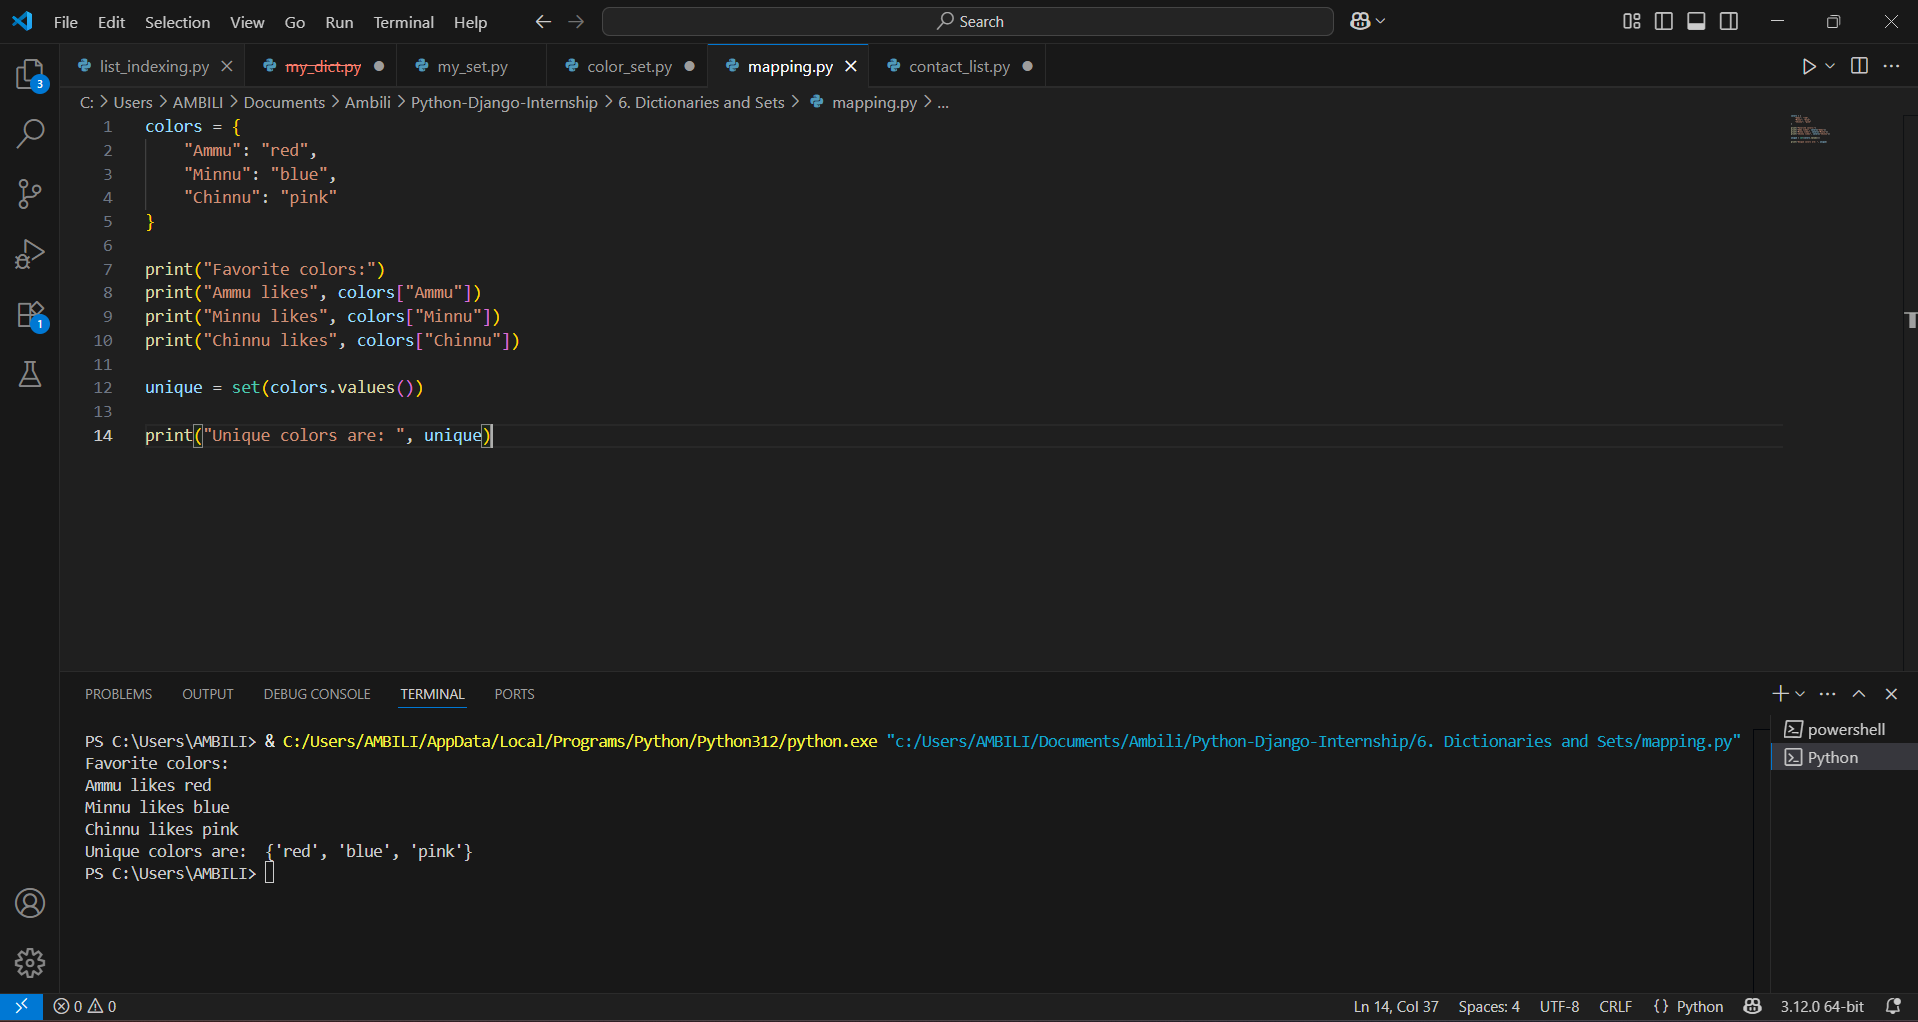 File Edit Selection View Go Run Terminal Help Search
3
list_indexing.py my_dict.py my_set.py color_set.py mapping.py contact_list.py
C: > Users > AMBILI > Documents > Ambili > Python-Django-Internship > 6. Dictionaries and Sets > mapping.py > ...
1 colors = {
2     "Ammu": "red",
3     "Minnu": "blue",
4     "Chinnu": "pink"
5 }
6
7 print("Favorite colors:")
8 print("Ammu likes", colors["Ammu"])
9 print("Minnu likes", colors["Minnu"])
1
10 print("Chinnu likes", colors["Chinnu"])
11
12 unique = set(colors.values())
13
14 print("Unique colors are: ", unique)
PROBLEMS OUTPUT DEBUG CONSOLE TERMINAL PORTS
powershell
PS C:\Users\AMBILI> & C:/Users/AMBILI/AppData/Local/Programs/Python/Python312/python.exe "c:/Users/AMBILI/Documents/Ambili/Python-Django-Internship/6. Dictionaries and Sets/mapping.py"
Python
Favorite colors:
Ammu likes red
Minnu likes blue
Chinnu likes pink
Unique colors are:  {'red', 'blue', 'pink'}
PS C:\Users\AMBILI>
0 0 Ln 14, Col 37 Spaces: 4 UTF-8 CRLF {} Python 3.12.0 64-bit